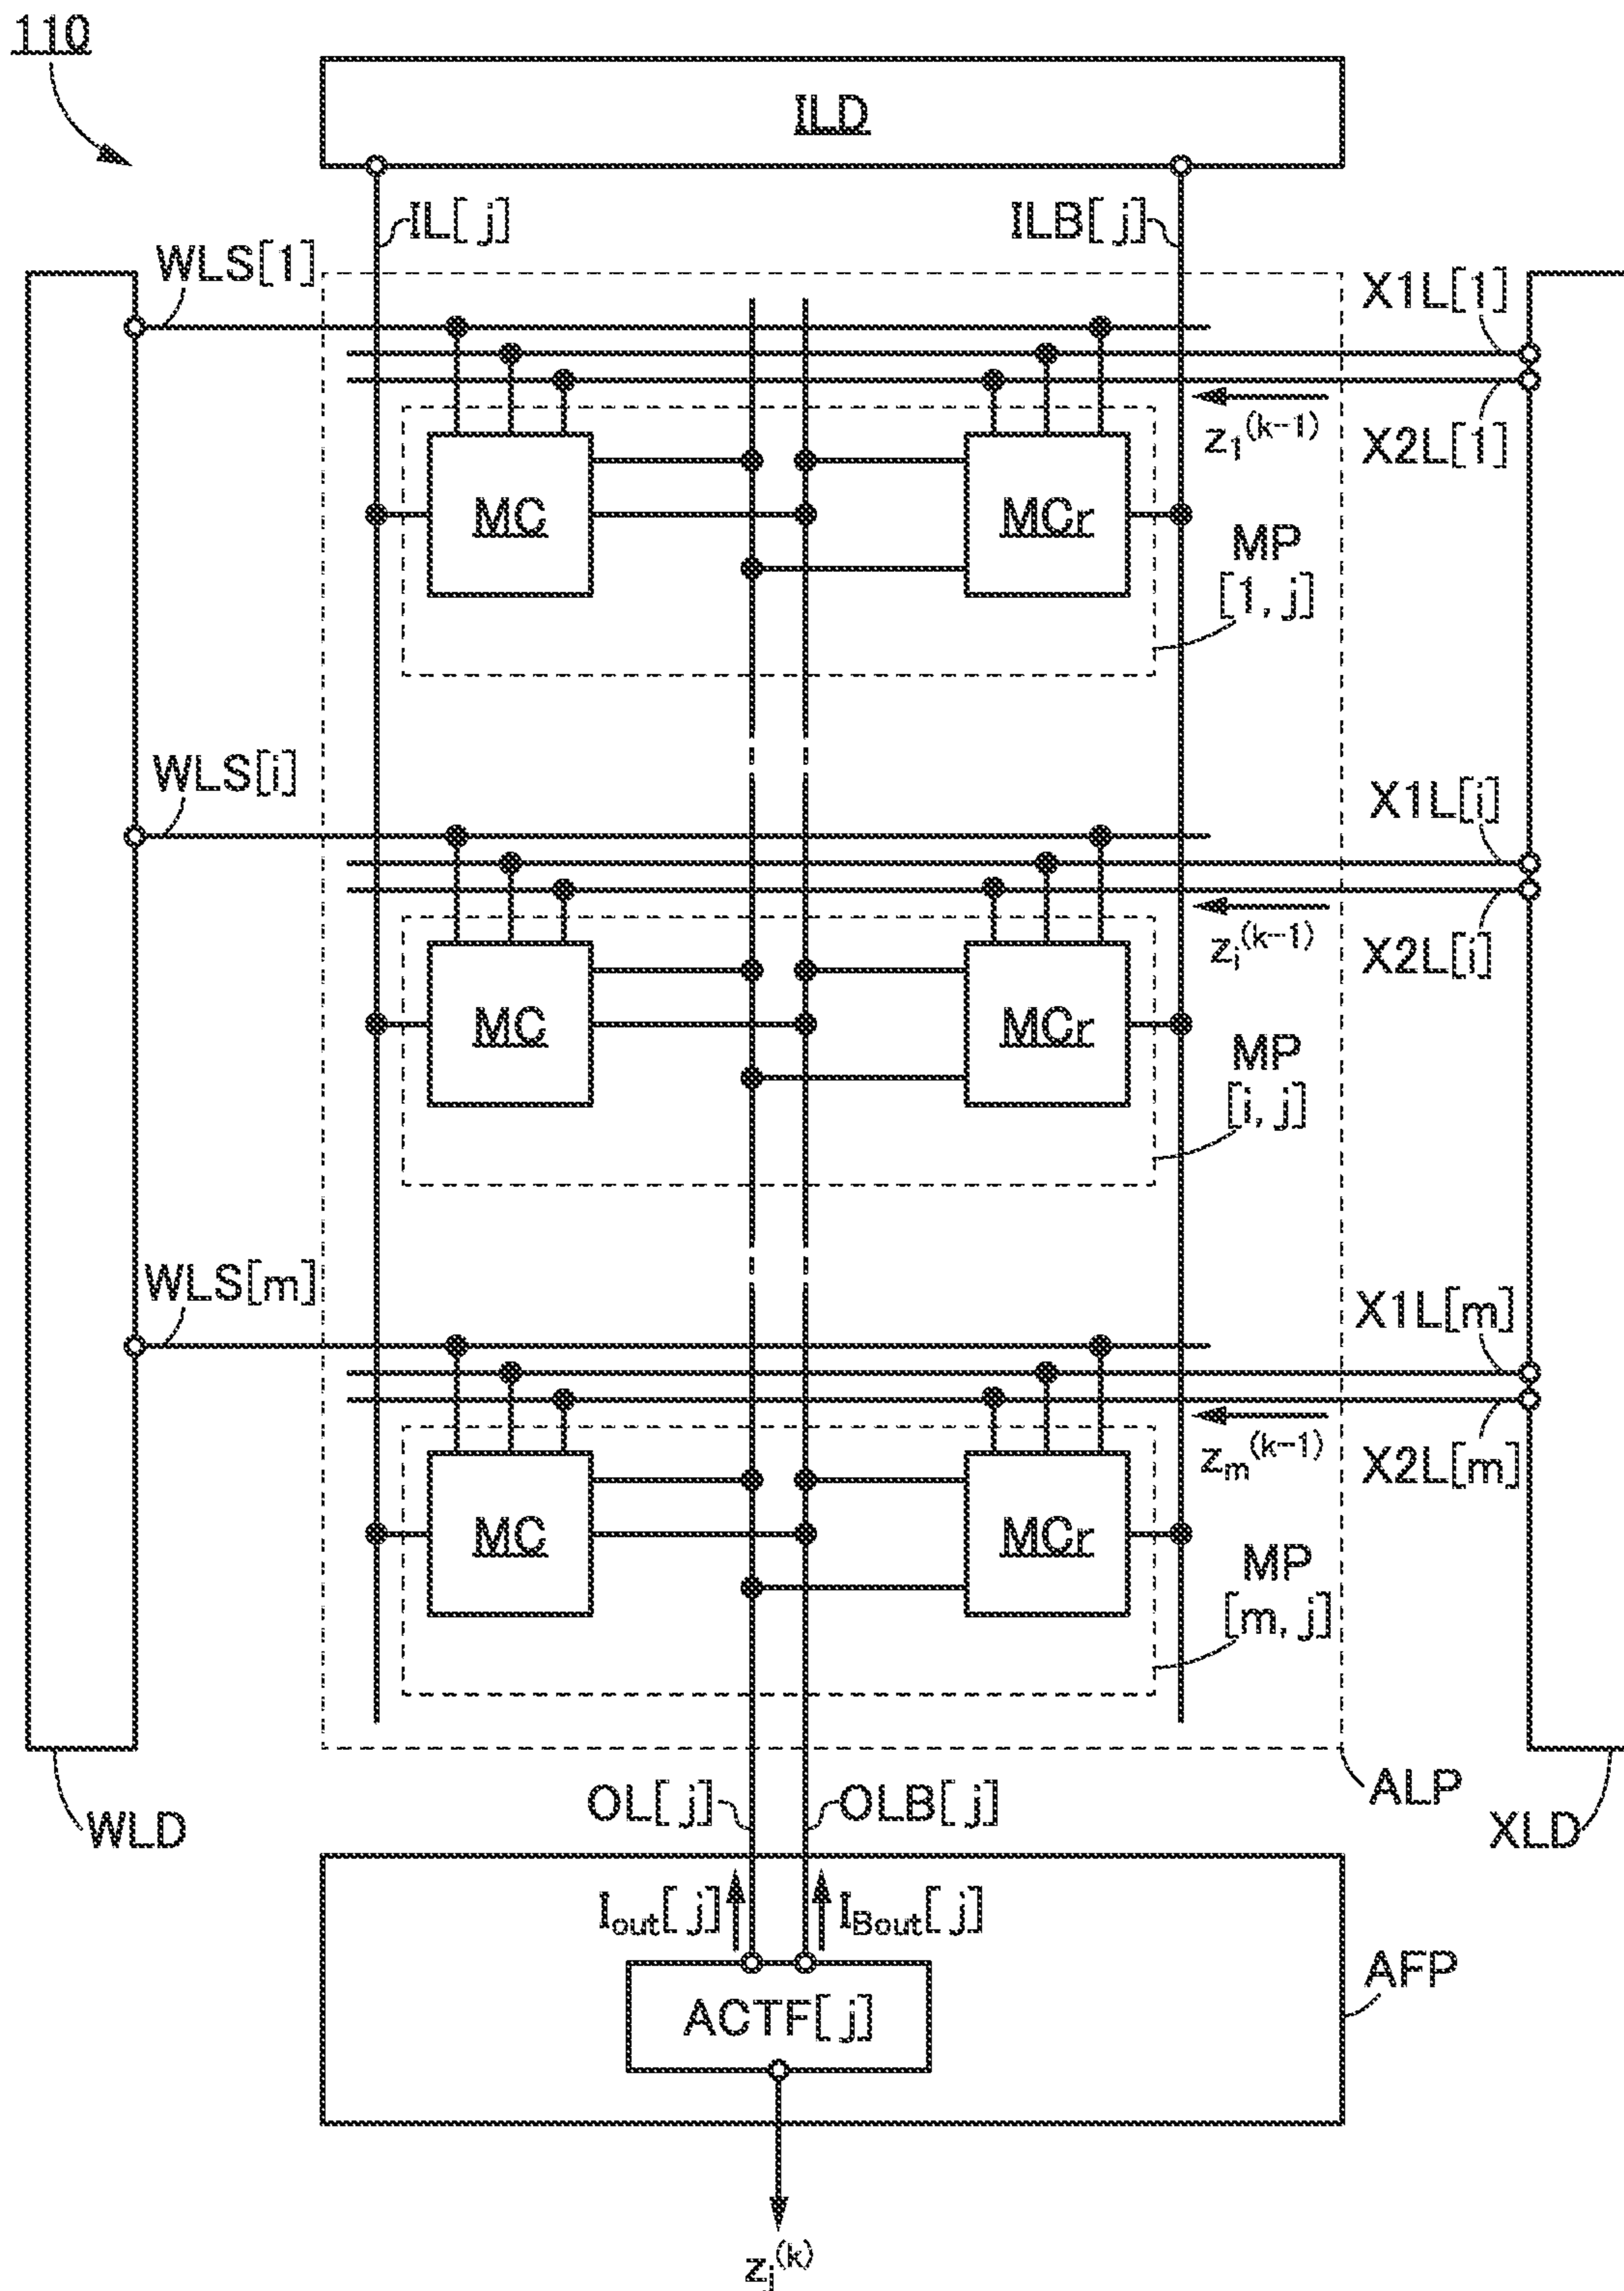 110
ILD
IL[j]
ILB[j]
WLS[1]
X1L[1]
z₁⁽ᵏ⁻¹⁾
X2L[1]
MC
MCr
MP
[1, j]
WLS[i]
X1L[i]
zᵢ⁽ᵏ⁻¹⁾
X2L[i]
MC
MCr
MP
[i, j]
WLS[m]
X1L[m]
zₘ⁽ᵏ⁻¹⁾
X2L[m]
MC
MCr
MP
[m, j]
OL[j]
OLB[j]
ALP
WLD
XLD
I_out[j]
I_Bout[j]
ACTF[j]
AFP
zⱼ⁽ᵏ⁾